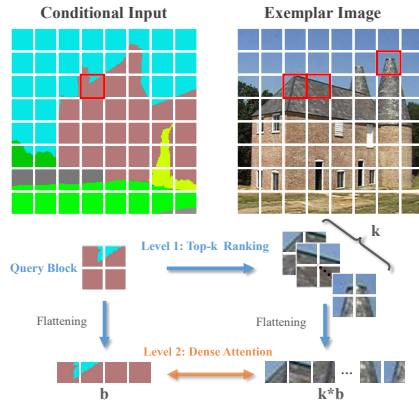 Conditional Input
Exemplar Image
k
Level 1: Top-k Ranking
Query Block
Flattening
Flattening
Level 2: Dense Attention
...
b
k*b